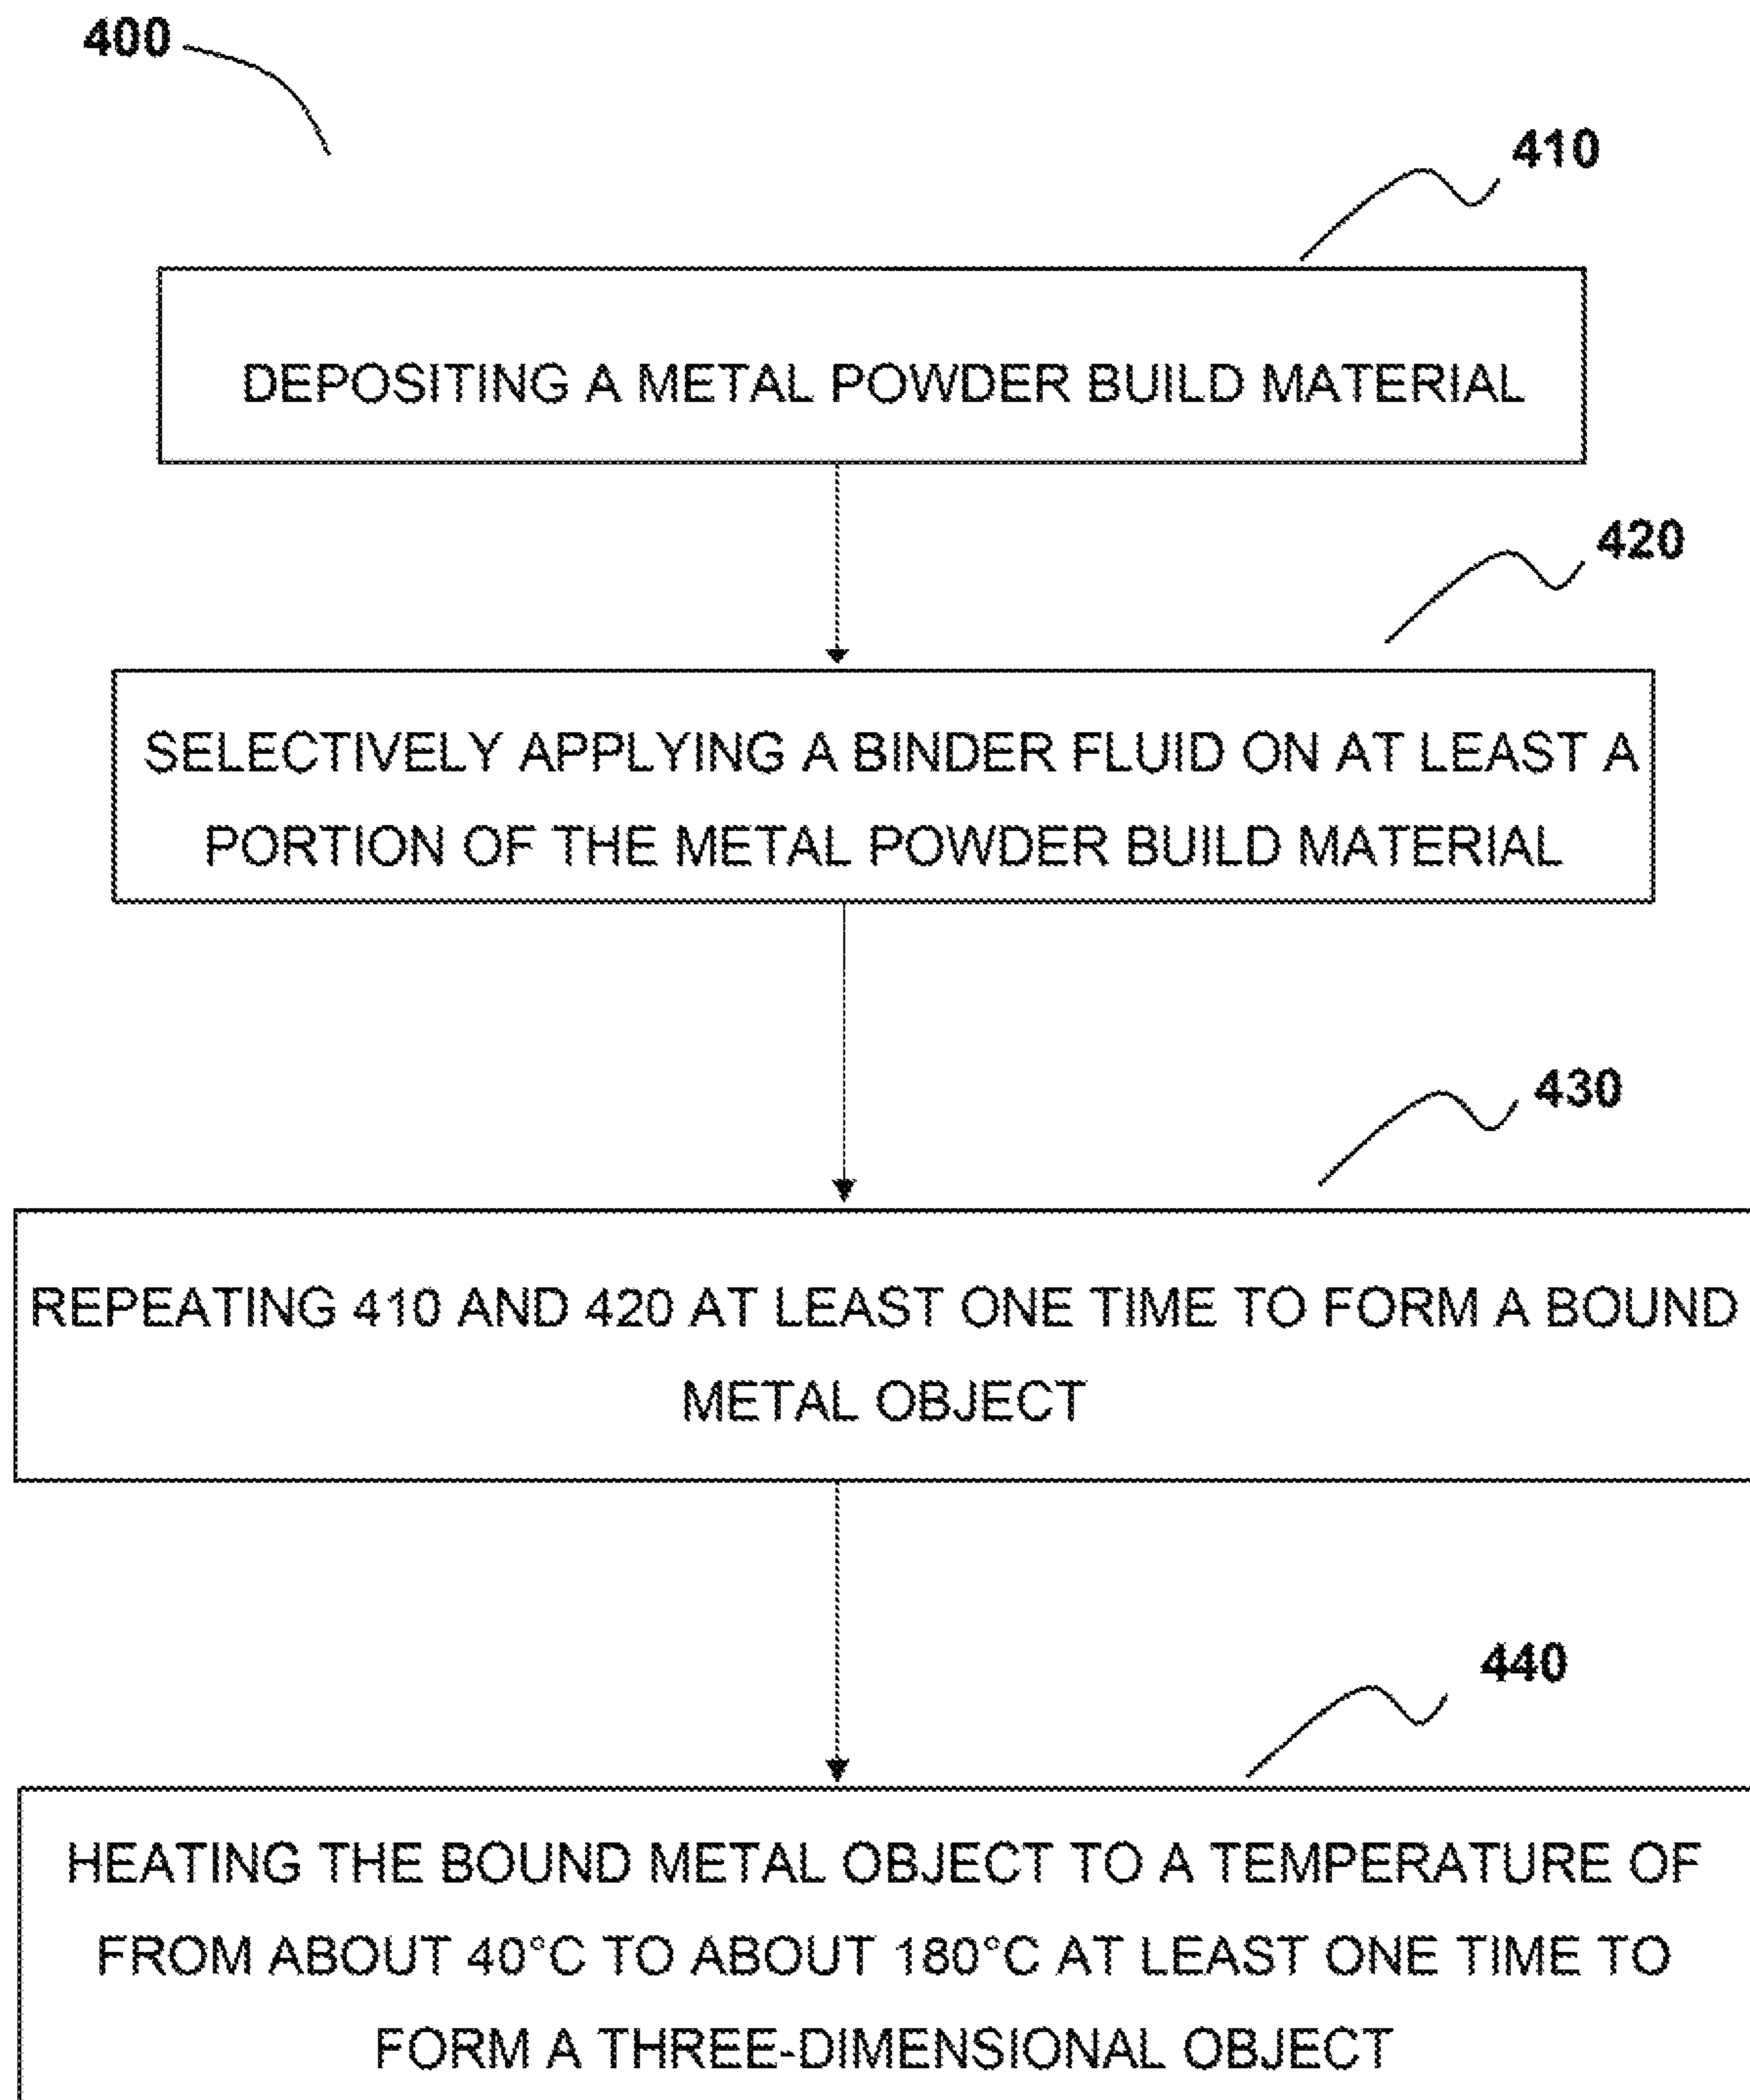 400
410
DEPOSITING A METAL POWDER BUILD MATERIAL
420
SELECTIVELY APPLYING A BINDER FLUID ON AT LEAST A
PORTION OF THE METAL POWDER BUILD MATERIAL
430
REPEATING 410 AND 420 AT LEAST ONE TIME TO FORM A BOUND
METAL OBJECT
440
HEATING THE BOUND METAL OBJECT TO A TEMPERATURE OF
FROM ABOUT 40°C TO ABOUT 180°C AT LEAST ONE TIME TO
FORM A THREE-DIMENSIONAL OBJECT